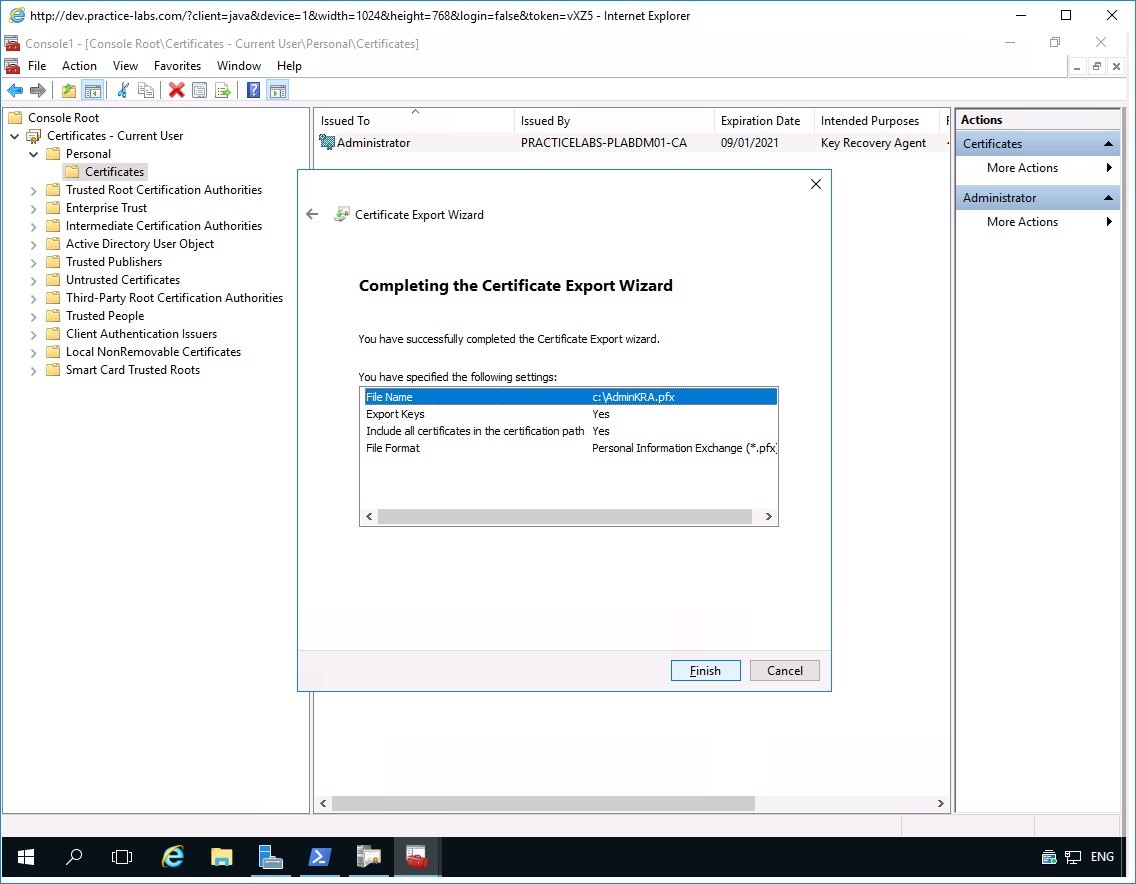 http://dev.practice-labs.com/?client=java&device=1&width=1024&height=768&login=false&token=vXZ5 - Internet Explorer
Console1 - [Console Root\Certificates - Current User\Personal\Certificates]
File Action View Favorites Window Help
Console Root
Certificates - Current User
Personal
Certificates
Trusted Root Certification Authorities
Enterprise Trust
Intermediate Certification Authorities
Active Directory User Object
Trusted Publishers
Untrusted Certificates
Third-Party Root Certification Authorities
Trusted People
Client Authentication Issuers
Local NonRemovable Certificates
Smart Card Trusted Roots
Issued To Issued By Expiration Date Intended Purposes F
Administrator PRACTICELABS-PLABDM01-CA 09/01/2021 Key Recovery Agent
Certificate Export Wizard
Completing the Certificate Export Wizard
You have successfully completed the Certificate Export wizard.
You have specified the following settings:
File Name c:\AdminKRA.pfx
Export Keys Yes
Include all certificates in the certification path Yes
File Format Personal Information Exchange (*.pfx)
Finish Cancel
Actions
Certificates
More Actions
Administrator
More Actions
ENG